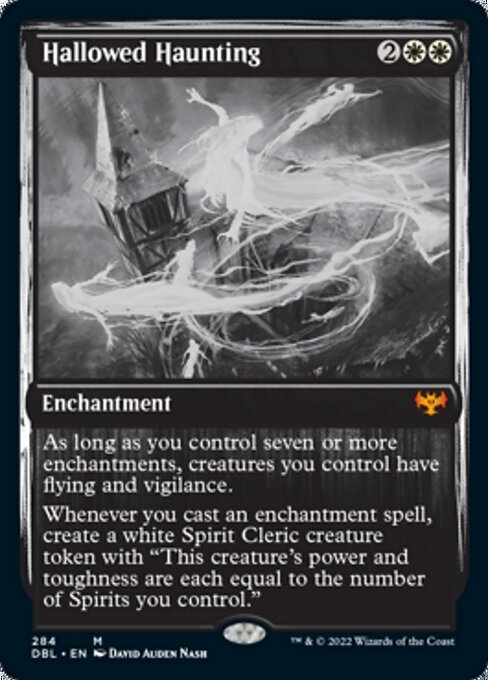 Hallowed Haunting 2
Enchantment
As long as you control seven or more
enchantments, creatures you control have
flying and vigilance.
Whenever you cast an enchantment spell,
create a white Spirit Cleric creature
token with “This creature’s power and
toughness are each equal to the number
of Spirits you control.”
284 M
DBL • EN DAVID AUDEN NASH
™ & © 2022 Wizards of the Coast